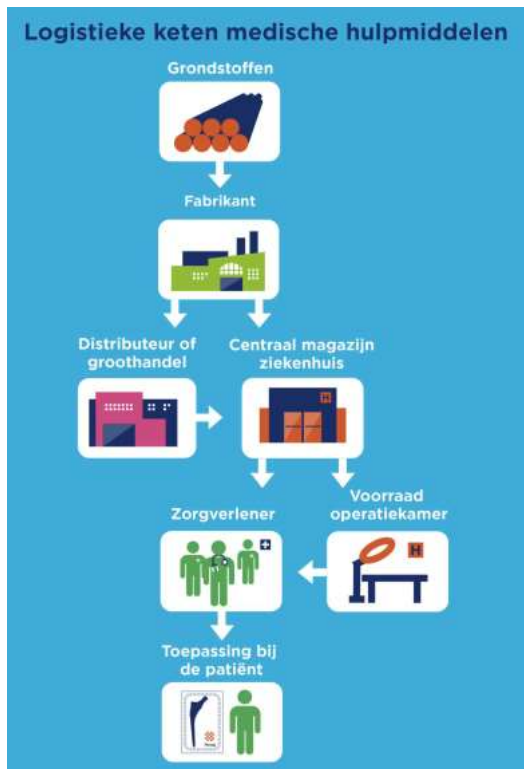 Logistieke keten medische hulpmiddelen
Grondstoffen
Fabrikant
Distributeur of
groothandel
Centraal magazijn
ziekenhuis
H
Zorgverlener
Voorraad
operatiekamer
H
Toepassing bij
de patiënt